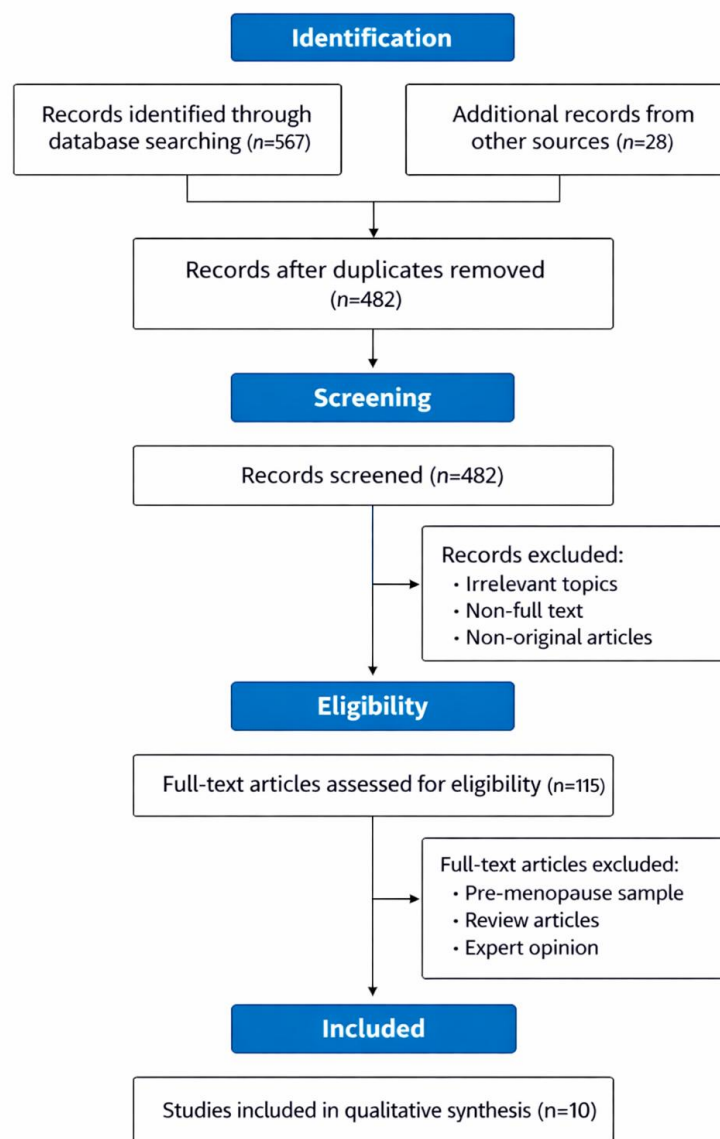 Identification
Records identified through
database searching (n=567)
Additional records from
other sources (n=28)
Records after duplicates removed
(n=482)
Screening
Records screened (n=482)
Records excluded:
• Irrelevant topics
• Non-full text
• Non-original articles
Eligibility
Full-text articles assessed for eligibility (n=115)
Full-text articles excluded:
• Pre-menopause sample
• Review articles
• Expert opinion
Included
Studies included in qualitative synthesis (n=10)